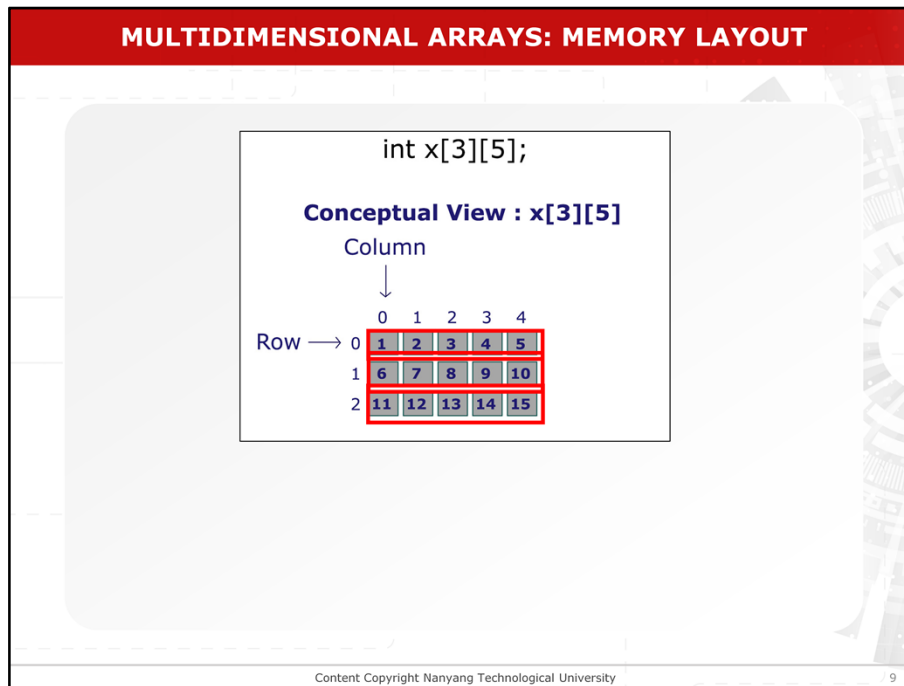 MULTIDIMENSIONAL ARRAYS: MEMORY LAYOUT
int x[3][5];
Conceptual View : x[3][5]
Column
0 1 2 3 4
Row 0 1 2 3 4 5
1 6 7 8 9 10
2 11 12 13 14 15
Content Copyright Nanyang Technological University 9